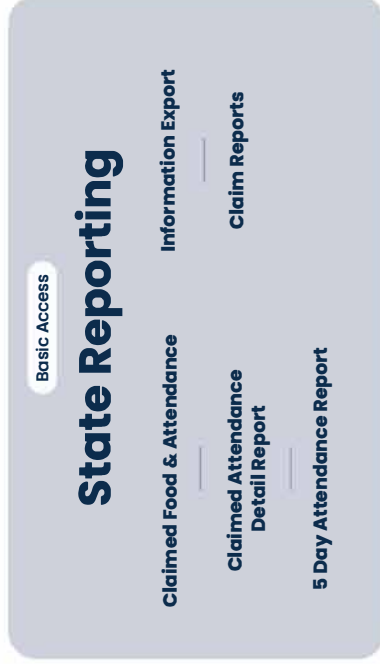 Basic Access
State Reporting
Claimed Food & Attendance
Claimed Attendance
Detail Report
5 Day Attendance Report
Information Export
Claim Reports